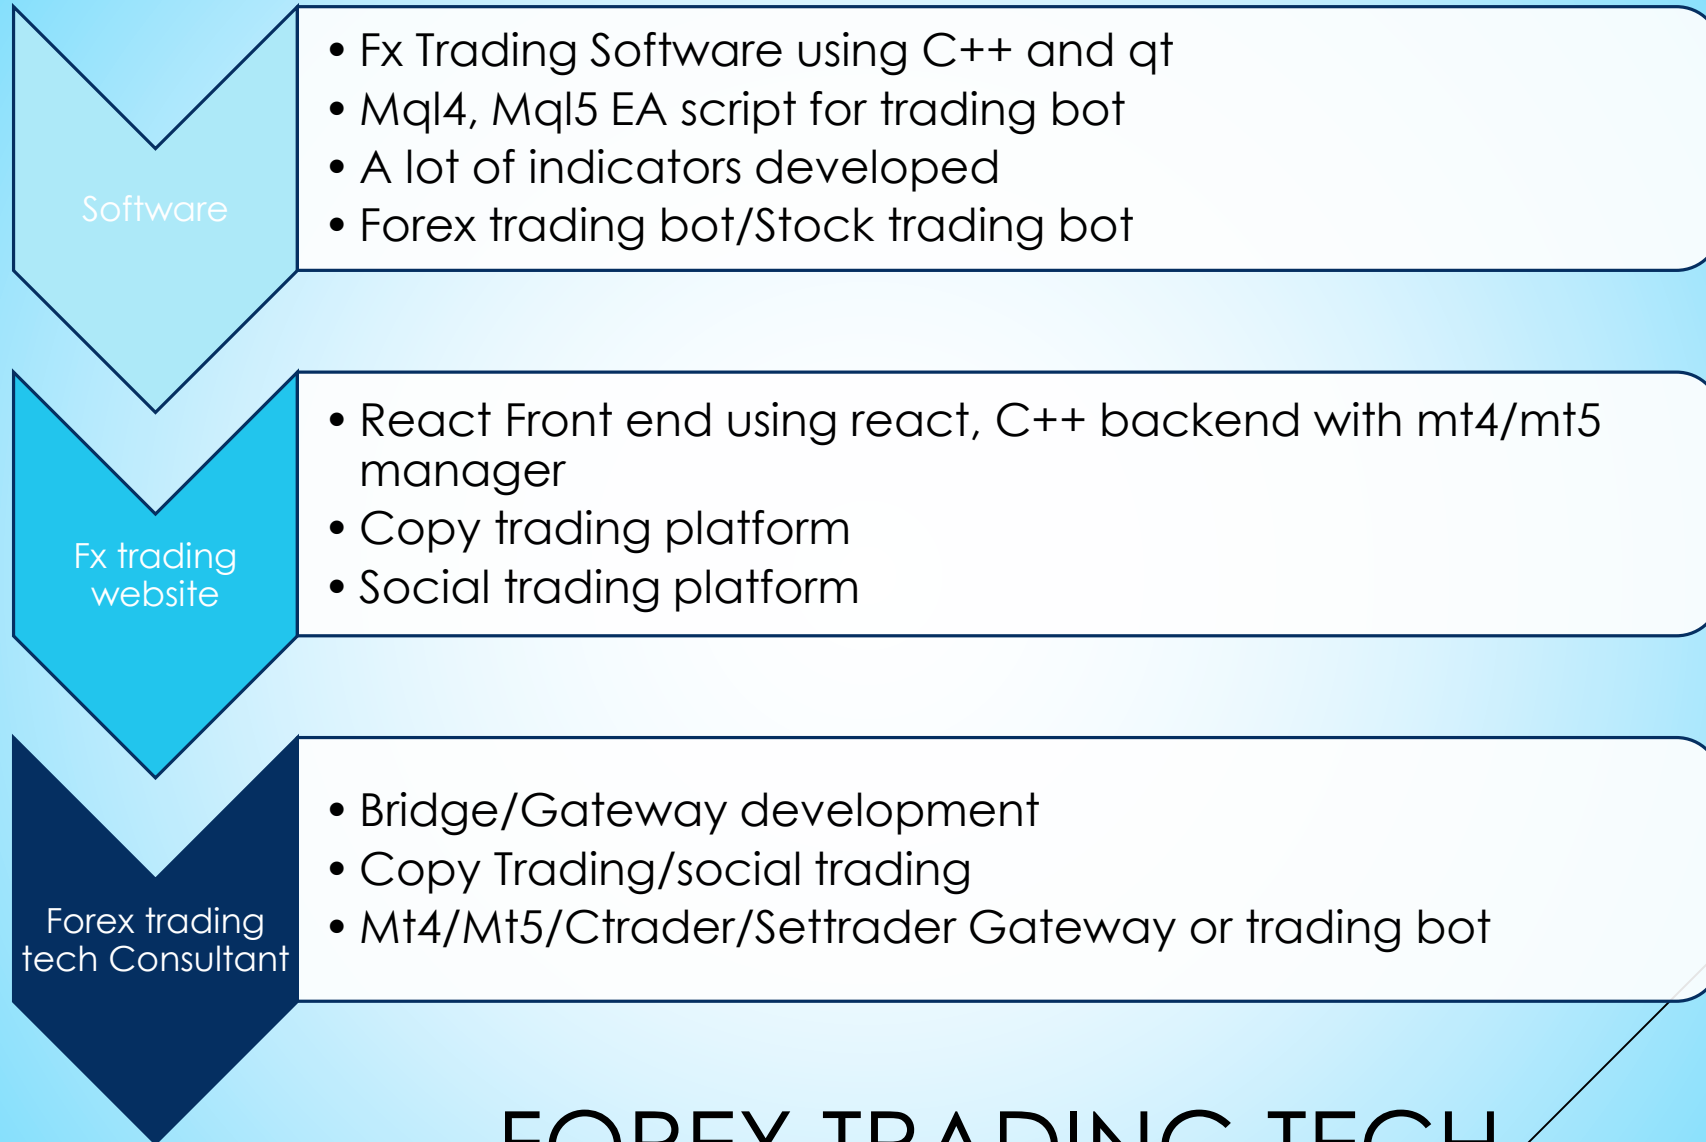 Software
• Fx Trading Software using C++ and qt
• Mql4, Mql5 EA script for trading bot
• A lot of indicators developed
• Forex trading bot/Stock trading bot
Fx trading
website
• React Front end using react, C++ backend with mt4/mt5
manager
• Copy trading platform
• Social trading platform
Forex trading
tech Consultant
• Bridge/Gateway development
• Copy Trading/social trading
• Mt4/Mt5/Ctrader/Settrader Gateway or trading bot
FOREX TRADING TECH